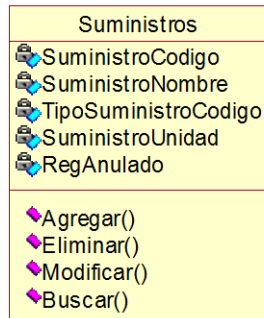 Suministros
SuministroCodigo
SuministroNombre
TipoSuministroCodigo
SuministroUnidad
RegAnulado
Agregar()
Eliminar()
Modificar()
Buscar()